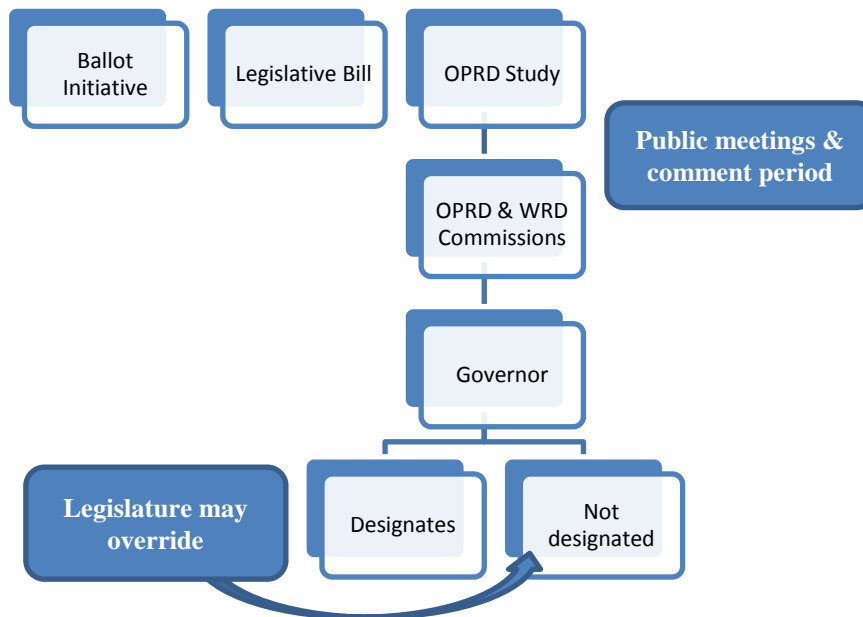 Ballot
Initiative
Legislative Bill
OPRD Study
Public meetings &
comment period
OPRD & WRD
Commissions
Governor
Legislature may
override
Designates
Not
designated